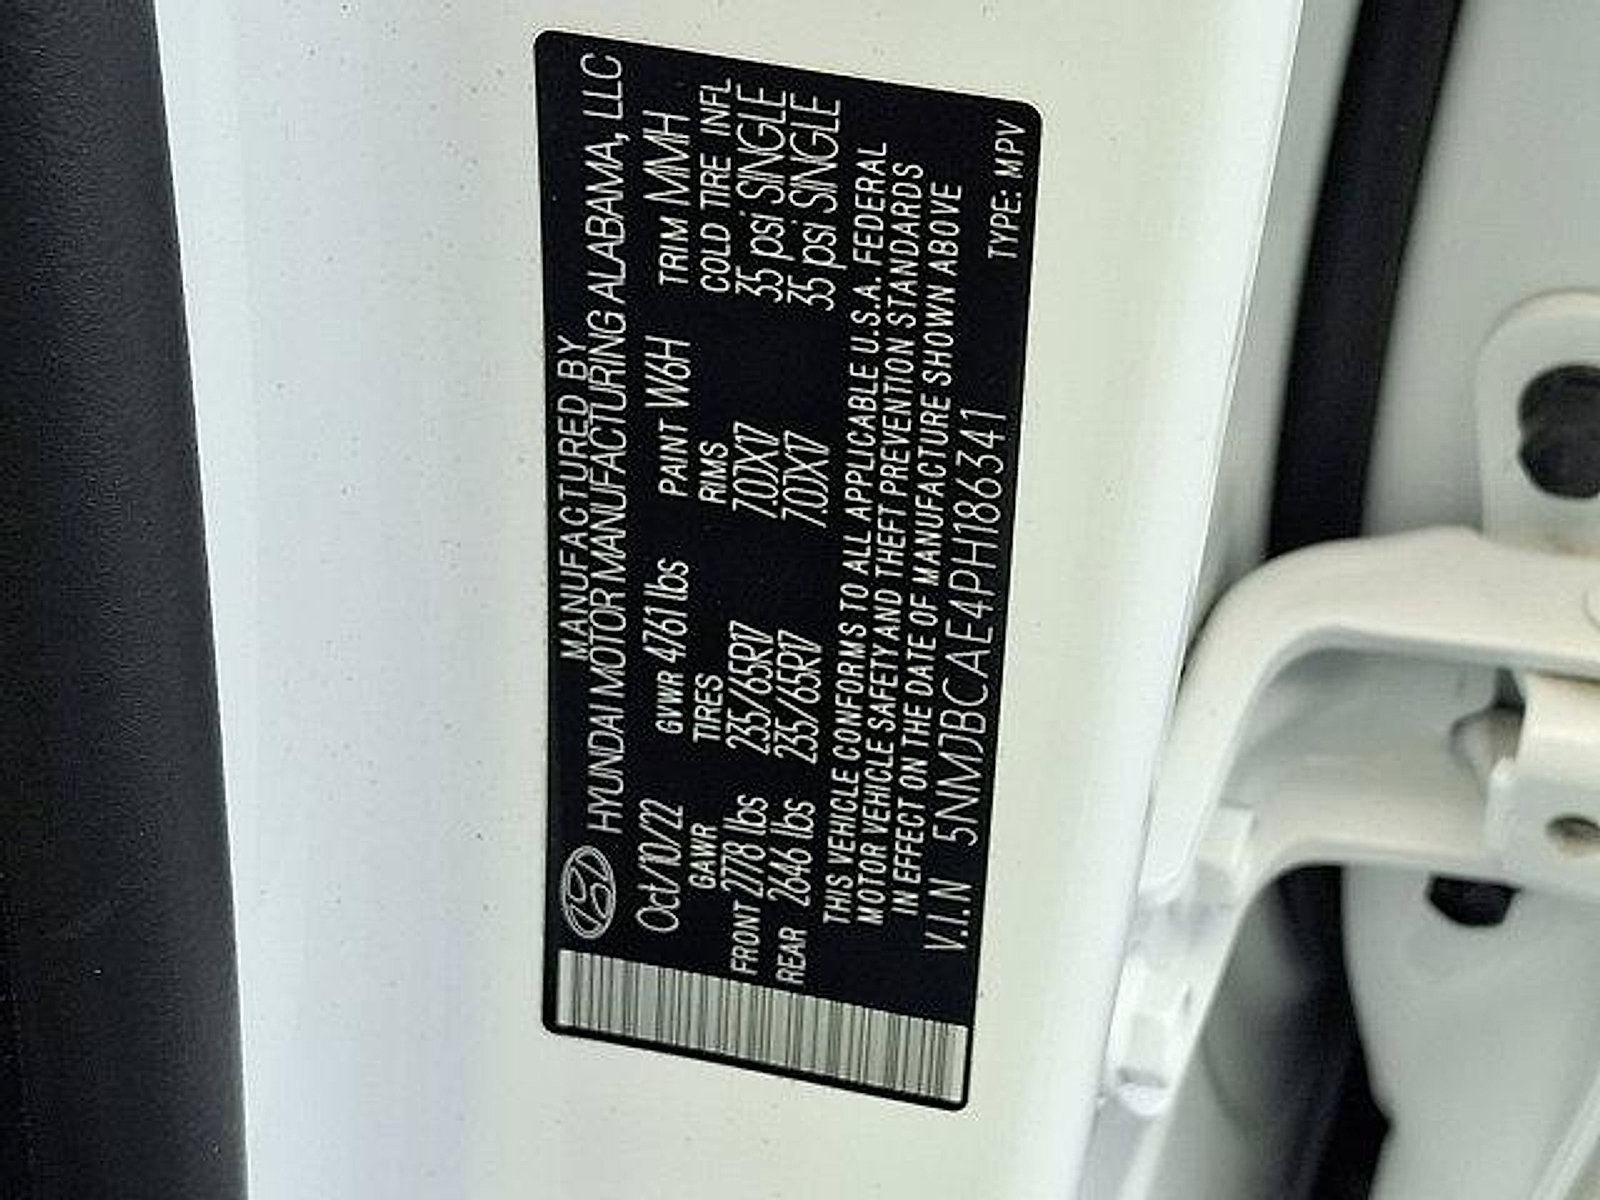 MANUFACTURED BY
HYUNDAI MOTOR MANUFACTURING ALABAMA, LLC
Oct/10/22 GVWR 4761 lbs PAINT W6H TRIM MMH
GAWR TIRES RIMS COLD TIRE INFL
FRONT 2778 lbs 235/65R17 7.0JX17 35 psi SINGLE
REAR 2646 lbs 235/65R17 7.0JX17 35 psi SINGLE
THIS VEHICLE CONFORMS TO ALL APPLICABLE U.S.A. FEDERAL
MOTOR VEHICLE SAFETY AND THEFT PREVENTION STANDARDS
IN EFFECT ON THE DATE OF MANUFACTURE SHOWN ABOVE
V.I.N 5NMJBCAE4PH186341 TYPE: MPV